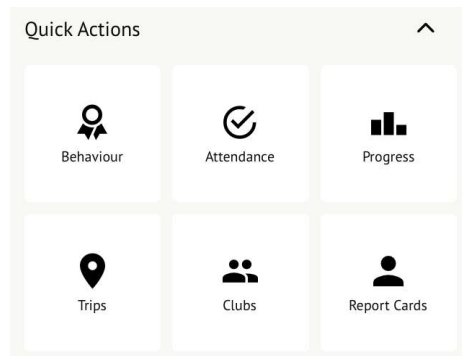 Quick Actions
Behaviour Attendance Progress
Trips Clubs Report Cards